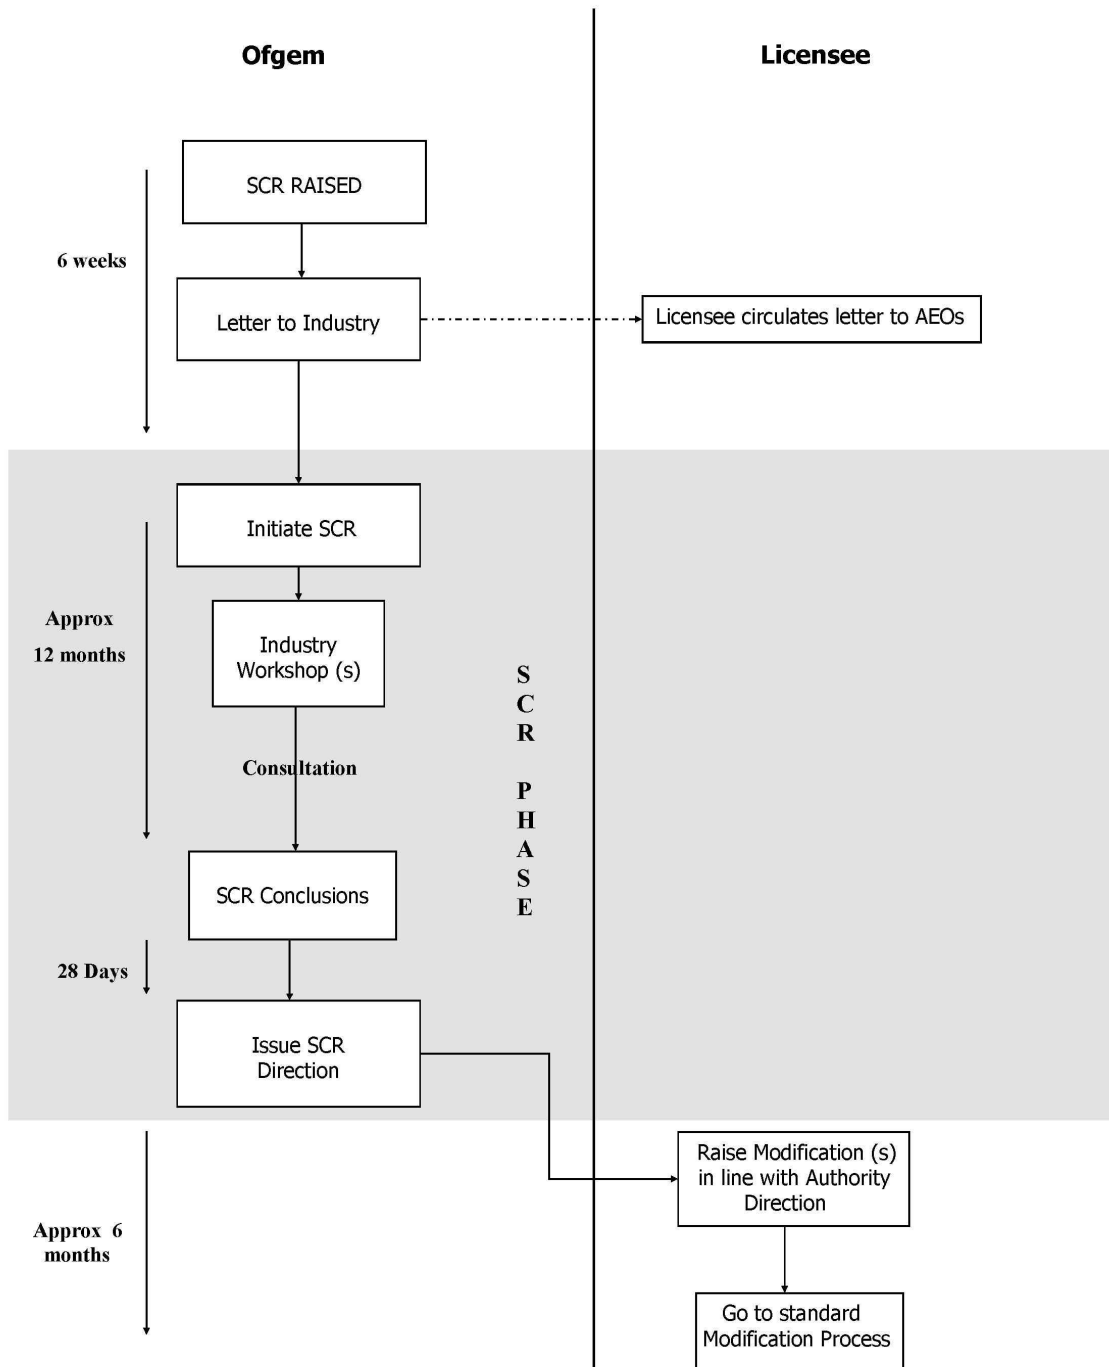 Ofgem
Licensee
SCR RAISED
6 weeks
Letter to Industry
Licensee circulates letter to AEOs
Initiate SCR
Approx
12 months
Industry
Workshop (s)
S
C
R
P
H
A
S
E
Consultation
SCR Conclusions
28 Days
Issue SCR
Direction
Raise Modification (s)
in line with Authority
Direction
Approx 6
months
Go to standard
Modification Process